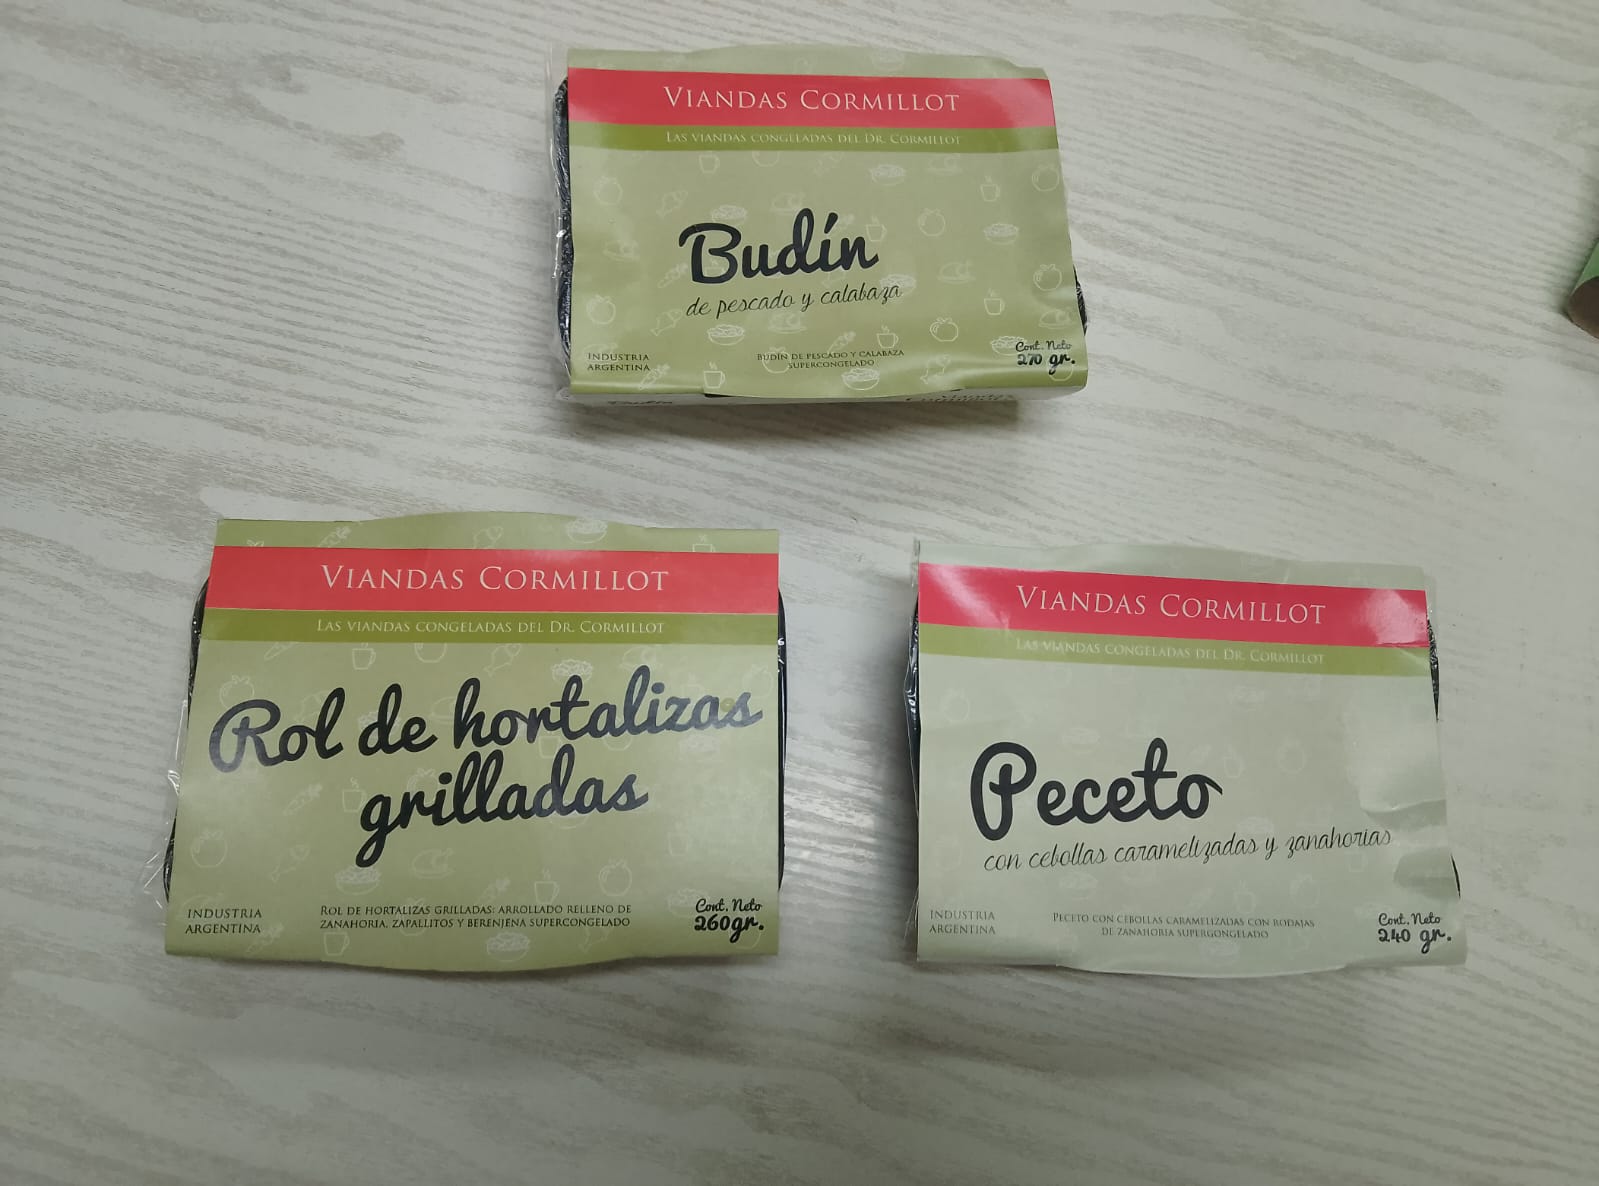 VIANDAS CORMILLOT
LAS VIANDAS CONGELADAS DEL DR. CORMILLOT
Budín
de pescado y calabaza
INDUSTRIA
ARGENTINA
BUDÍN DE PESCADO Y CALABAZA
SUPERCONGELADO
Cont. Neto
270 gr.
VIANDAS CORMILLOT
LAS VIANDAS CONGELADAS DEL DR. CORMILLOT
Rol de hortalizas
grilladas
INDUSTRIA
ARGENTINA
ROL DE HORTALIZAS GRILLADAS: ARROLLADO RELLENO DE
ZANAHORIA, ZAPALLITOS Y BERENJENA SUPERCONGELADO
Cont. Neto
260gr.
VIANDAS CORMILLOT
LAS VIANDAS CONGELADAS DEL DR. CORMILLOT
Peceto
con cebollas caramelizadas y zanahorias
INDUSTRIA
ARGENTINA
PECETO CON CEBOLLAS CARAMELIZADAS CON RODAJAS
DE ZANAHORIA SUPERGONGELADO
Cont. Neto
240 gr.